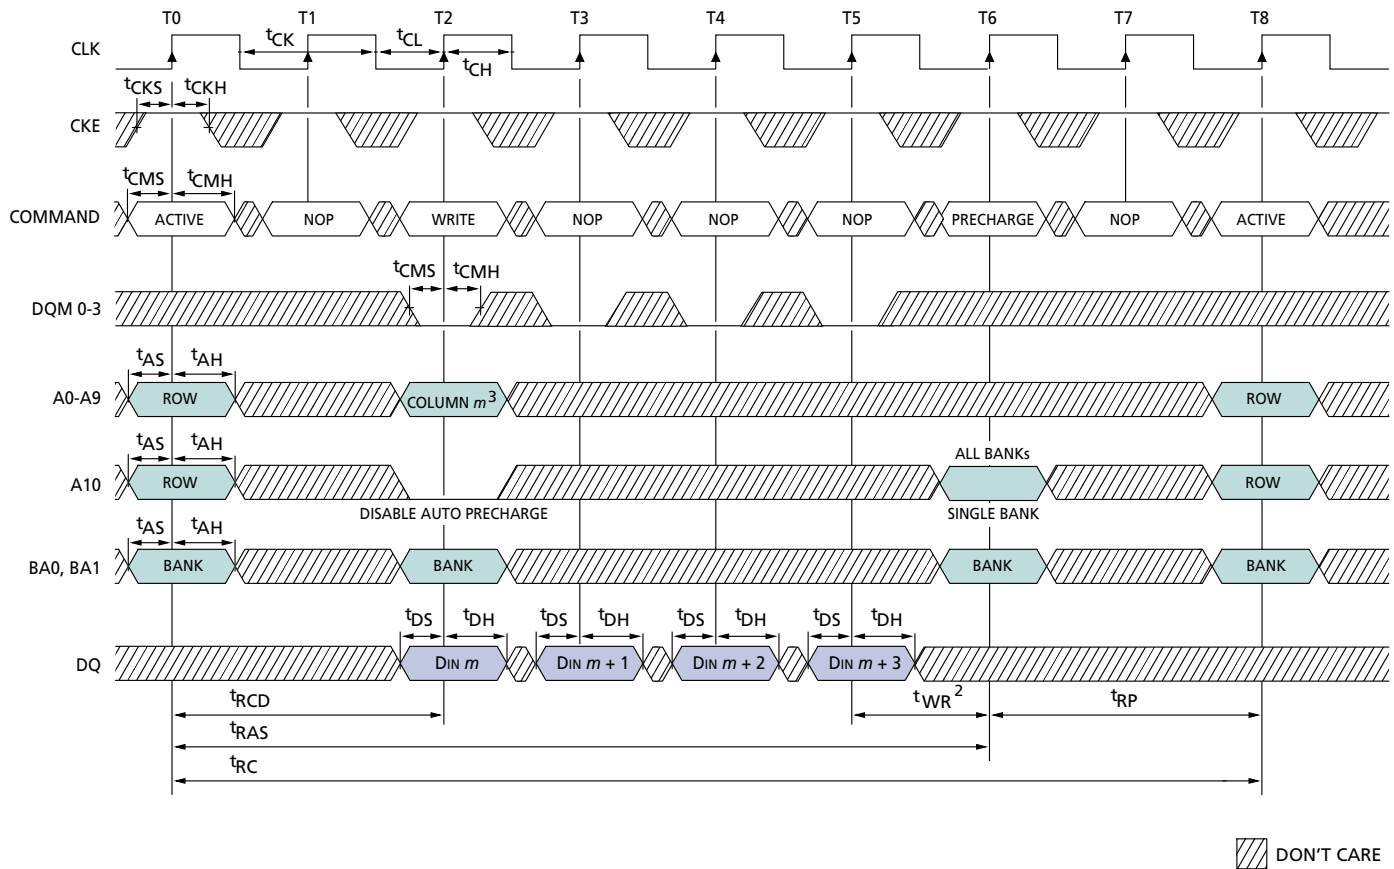 T0 T1 T2 T3 T4 T5 T6 T7 T8
CLK
tCK tCL
tCH
tCKS tCKH
CKE
tCMS tCMH
COMMAND ACTIVE NOP WRITE NOP NOP NOP PRECHARGE NOP ACTIVE
tCMS tCMH
DQM 0-3
tAS tAH
A0-A9 ROW COLUMN m3 ROW
tAS tAH
ALL BANKs
A10 ROW ROW
DISABLE AUTO PRECHARGE SINGLE BANK
tAS tAH
BA0, BA1 BANK BANK BANK BANK
tDS tDH tDS tDH tDS tDH tDS tDH
DQ DIN m DIN m + 1 DIN m + 2 DIN m + 3
tRCD tWR2 tRP
tRAS
tRC
DON'T CARE